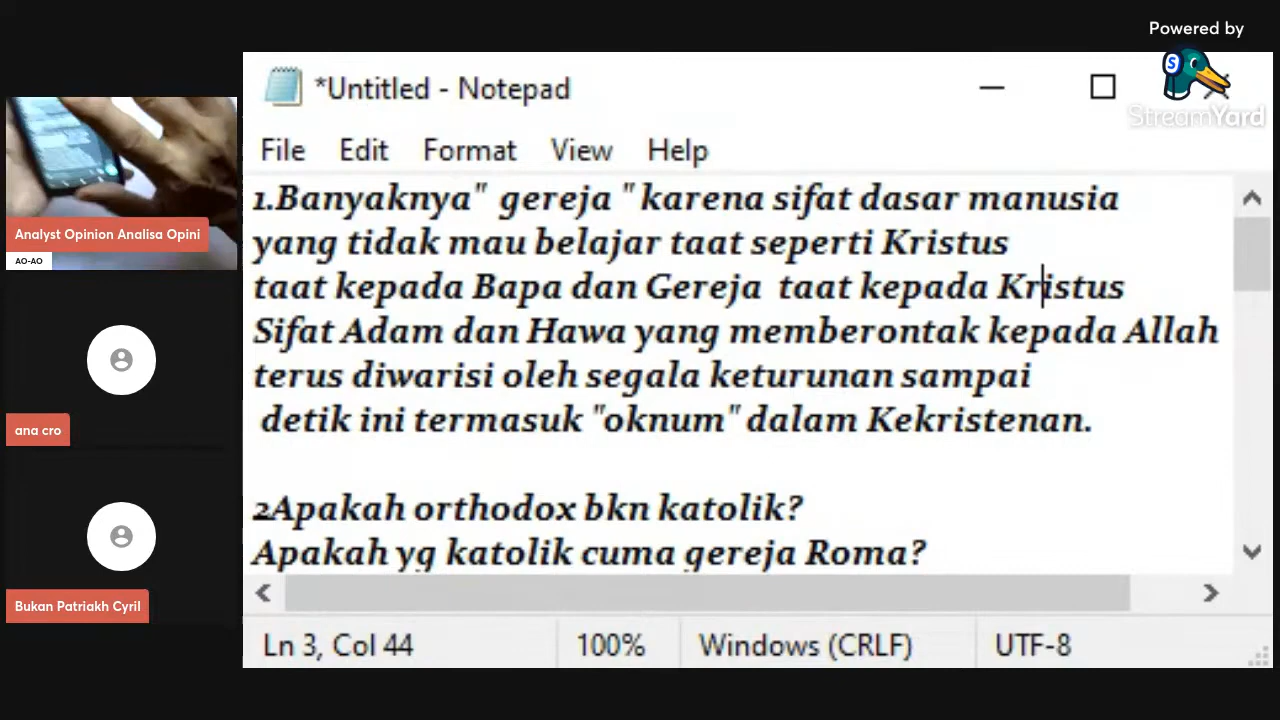 Powered by
StreamYard
*Untitled - Notepad
File Edit Format View Help
1.Banyaknya" gereja " karena sifat dasar manusia
yang tidak mau belajar taat seperti Kristus
taat kepada Bapa dan Gereja  taat kepada Kristus
Sifat Adam dan Hawa yang memberontak kepada Allah
terus diwarisi oleh segala keturunan sampai
 detik ini termasuk "oknum" dalam Kekristenan.
2Apakah orthodox bkn katolik?
Apakah yg katolik cuma gereja Roma?
Ln 3, Col 44 100% Windows (CRLF) UTF-8
Analyst Opinion Analisa Opini
AO-AO
ana cro
Bukan Patriakh Cyril